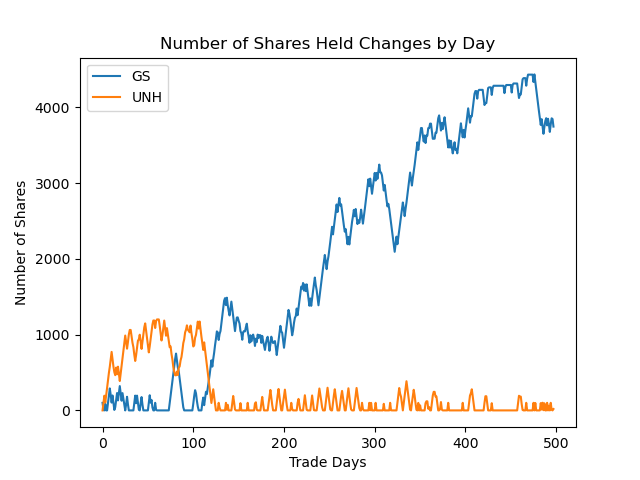 Number of Shares Held Changes by Day
GS
UNH
4000
3000
2000
1000
0
Number of Shares
0 100 200 300 400 500
Trade Days